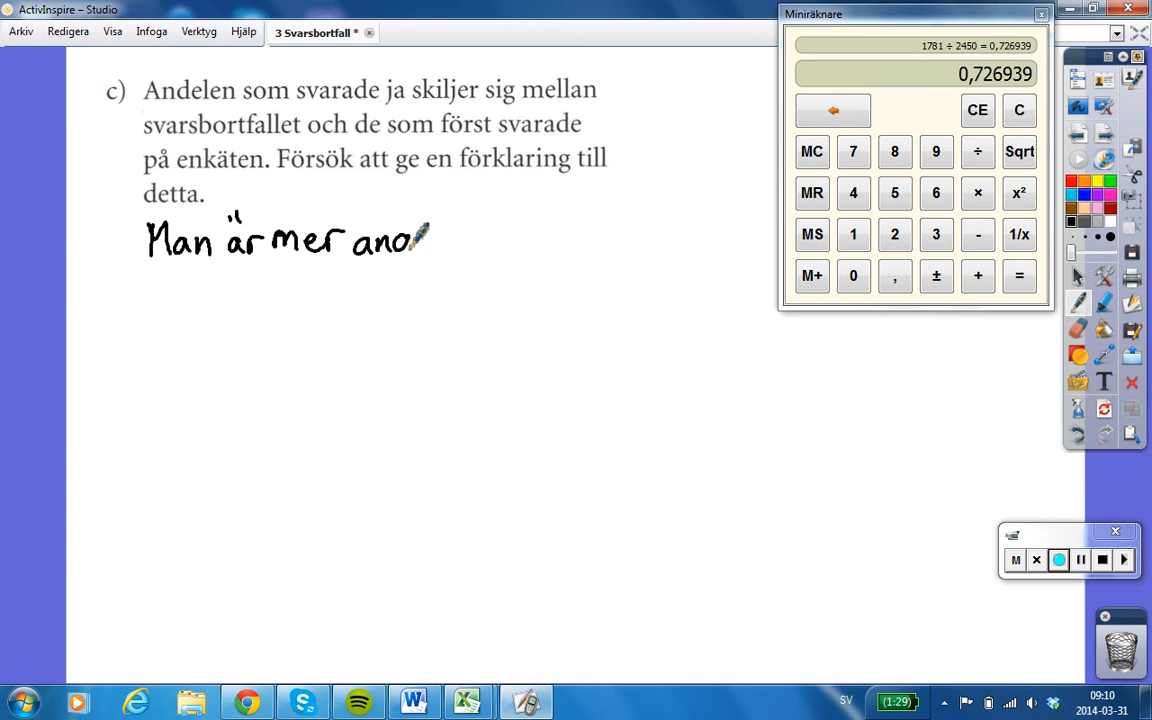 ActivInspire – Studio
Arkiv Redigera Visa Infoga Verktyg Hjälp 3 Svarsbortfall *
c) Andelen som svarade ja skiljer sig mellan
svarsbortfallet och de som först svarade
på enkäten. Försök att ge en förklaring till
detta.
Man är mer ano
Miniräknare
1781 ÷ 2450 = 0,726939
0,726939
CE C
MC 7 8 9 ÷ Sqrt
MR 4 5 6 × x²
MS 1 2 3 - 1/x
M+ 0 , ± + =
T
M
SV (1:29) 09:10
2014-03-31